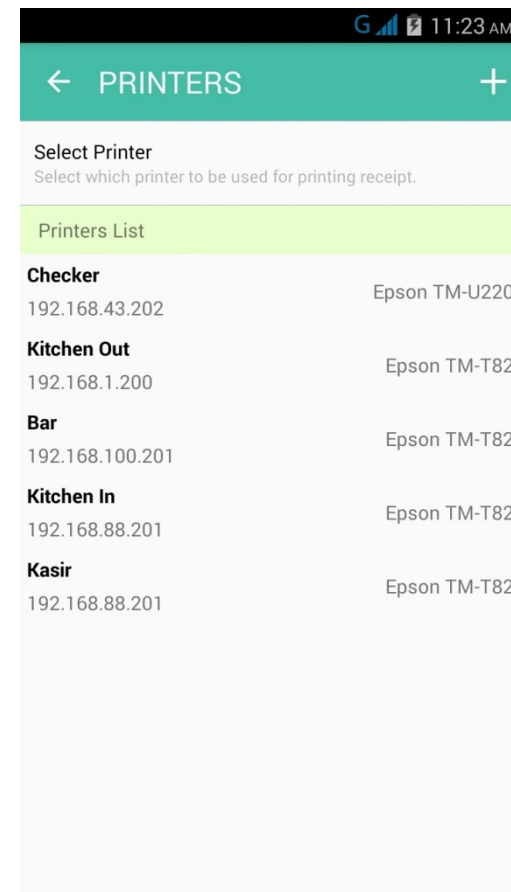 G 11:23 AM
PRINTERS
Select Printer
Select which printer to be used for printing receipt.
Printers List
Checker
192.168.43.202
Epson TM-U220
Kitchen Out
192.168.1.200
Epson TM-T82
Bar
192.168.100.201
Epson TM-T82
Kitchen In
192.168.88.201
Epson TM-T82
Kasir
192.168.88.201
Epson TM-T82